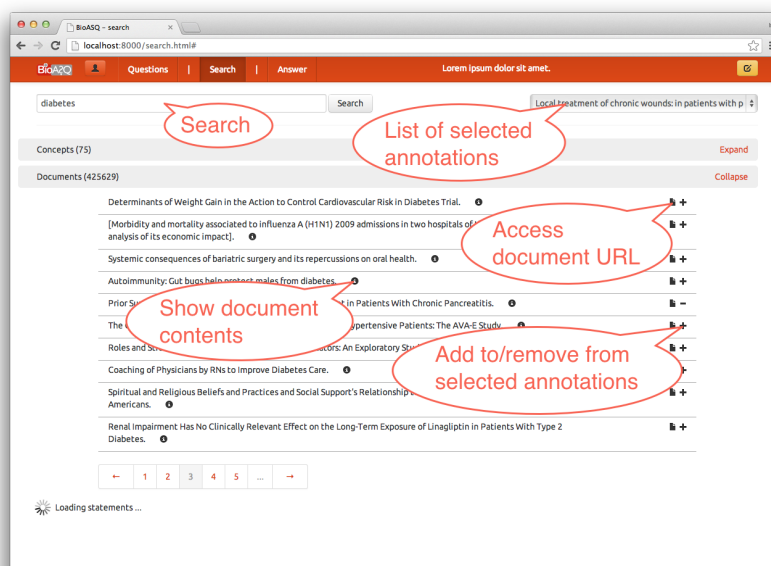 BioASQ – search
localhost:8000/search.html#
BioASQ Questions | Search | Answer Lorem ipsum dolor sit amet.
diabetes Search Local treatment of chronic wounds: in patients with p
Search
List of selected
annotations
Concepts (75) Expand
Documents (425629) Collapse
Determinants of Weight Gain in the Action to Control Cardiovascular Risk in Diabetes Trial.
[Morbidity and mortality associated to influenza A (H1N1) 2009 admissions in two hospitals of
analysis of its economic impact].
Access
document URL
Systemic consequences of bariatric surgery and its repercussions on oral health.
Autoimmunity: Gut bugs help protect males from diabetes.
Show document
contents
Prior Su t in Patients With Chronic Pancreatitis.
The ypertensive Patients: The AVA-E Study.
Roles and ators: An Exploratory
Add to/remove from
selected annotations
Coaching of Physicians by RNs to Improve Diabetes Care.
Spiritual and Religious Beliefs and Practices and Social Support's Relationship
Americans.
Renal Impairment Has No Clinically Relevant Effect on the Long-Term Exposure of Linagliptin in Patients With Type 2
Diabetes.
← 1 2 3 4 5 ... →
Loading statements ...